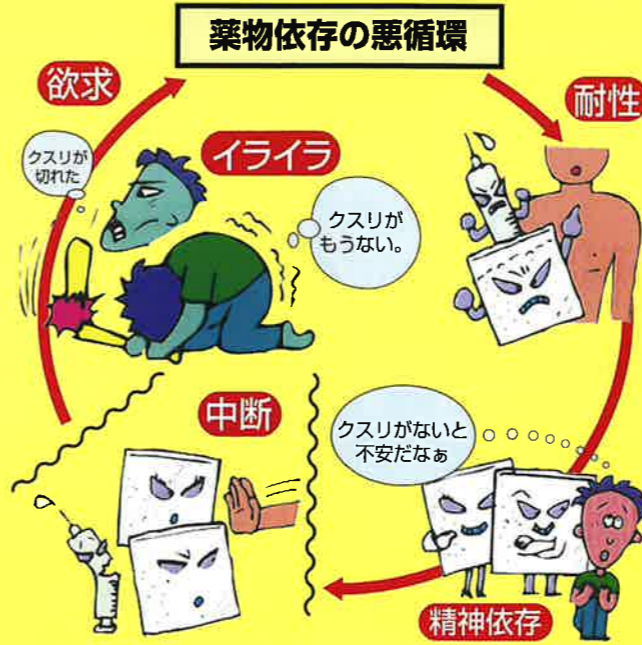 薬物依存の悪循環
欲求
耐性
クスリが
切れた
イライラ
クスリが
もうない。
中断
クスリがないと
不安だなぁ
精神依存